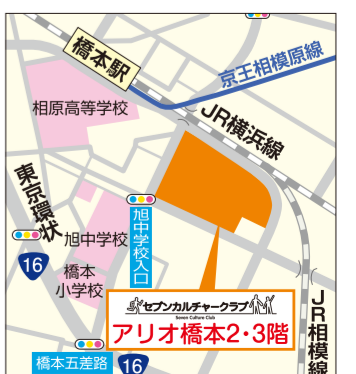 橋本駅
京王相模原線
相原高等学校
JR横浜線
東京環状
旭中学校入口
旭中学校
16
橋本
小学校
セブンカルチャークラブ
Seven Culture Club
アリオ橋本2・3階
JR相模線
橋本五差路
16